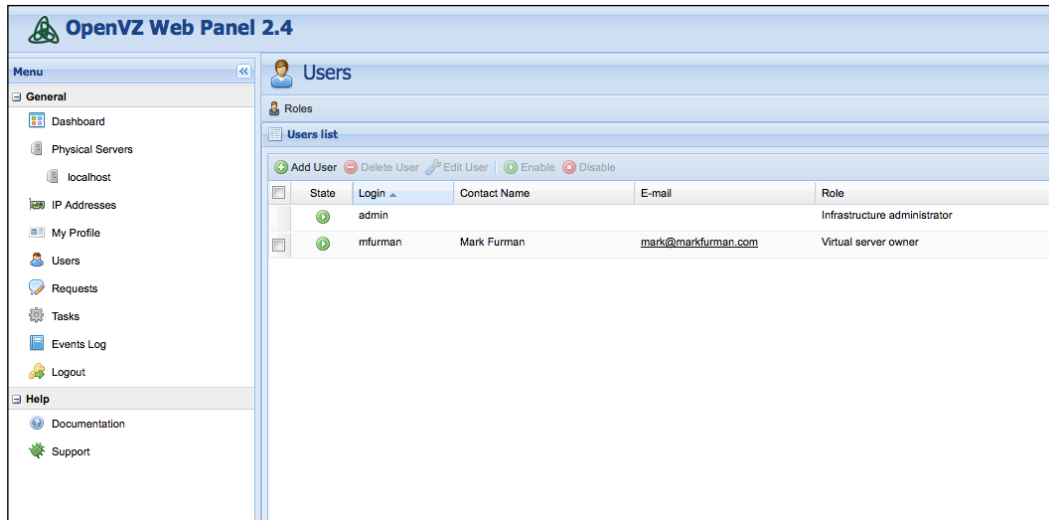 OpenVZ Web Panel 2.4
Menu
General
Dashboard
Physical Servers
localhost
IP Addresses
My Profile
Users
Requests
Tasks
Events Log
Logout
Help
Documentation
Support
Users
Roles
Users list
Add User Delete User Edit User Enable Disable
State Login Contact Name E-mail Role
admin Infrastructure administrator
mfurman Mark Furman mark@markfurman.com Virtual server owner